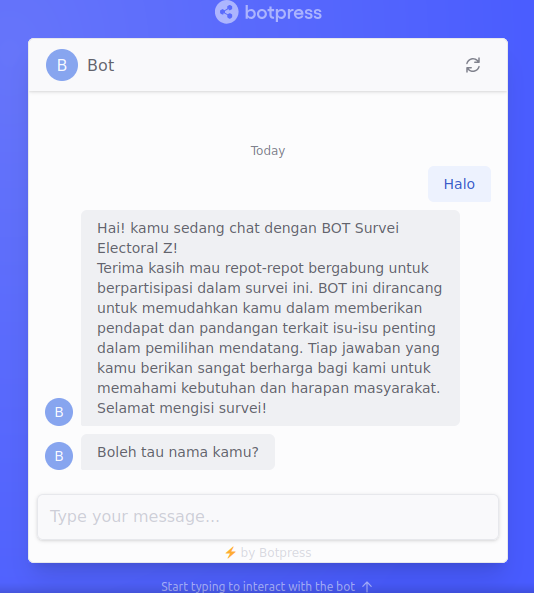 botpress
B Bot
Today
Halo
Hai! kamu sedang chat dengan BOT Survei
Electoral Z!
Terima kasih mau repot-repot bergabung untuk
berpartisipasi dalam survei ini. BOT ini dirancang
untuk memudahkan kamu dalam memberikan
pendapat dan pandangan terkait isu-isu penting
dalam pemilihan mendatang. Tiap jawaban yang
kamu berikan sangat berharga bagi kami untuk
memahami kebutuhan dan harapan masyarakat.
Selamat mengisi survei!
B
Boleh tau nama kamu?
B
Type your message...
⚡ by Botpress
Start typing to interact with the bot ↑